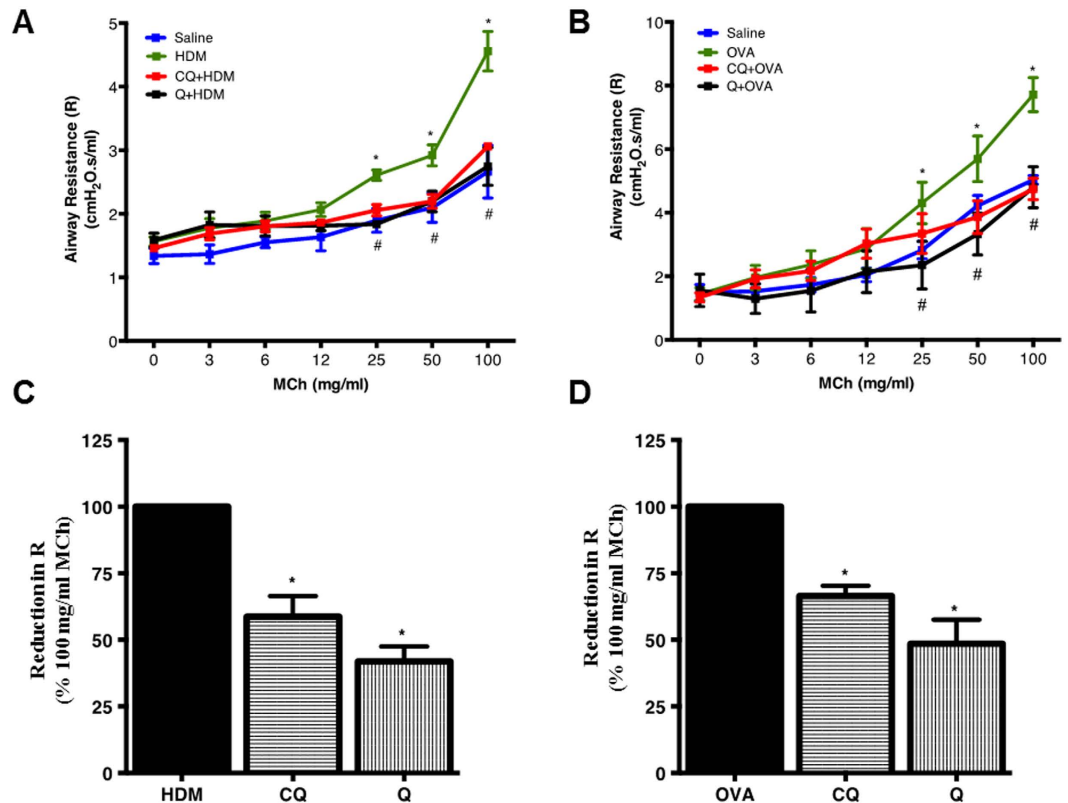 A
Airway Resistance (R)
(cmH2O.s/ml)
5
4
3
2
1
0
Saline
HDM
CQ+HDM
Q+HDM
*
*
*
#
#
#
0 3 6 12 25 50 100
MCh (mg/ml)
B
Airway Resistance (R)
(cmH2O.s/ml)
10
8
6
4
2
0
Saline
OVA
CQ+OVA
Q+OVA
*
*
*
#
#
#
0 3 6 12 25 50 100
MCh (mg/ml)
C
Reduction in R
(% 100 mg/ml MCh)
125
100
75
50
25
0
*
*
HDM CQ Q
D
Reduction in R
(% 100 mg/ml MCh)
125
100
75
50
25
0
*
*
OVA CQ Q